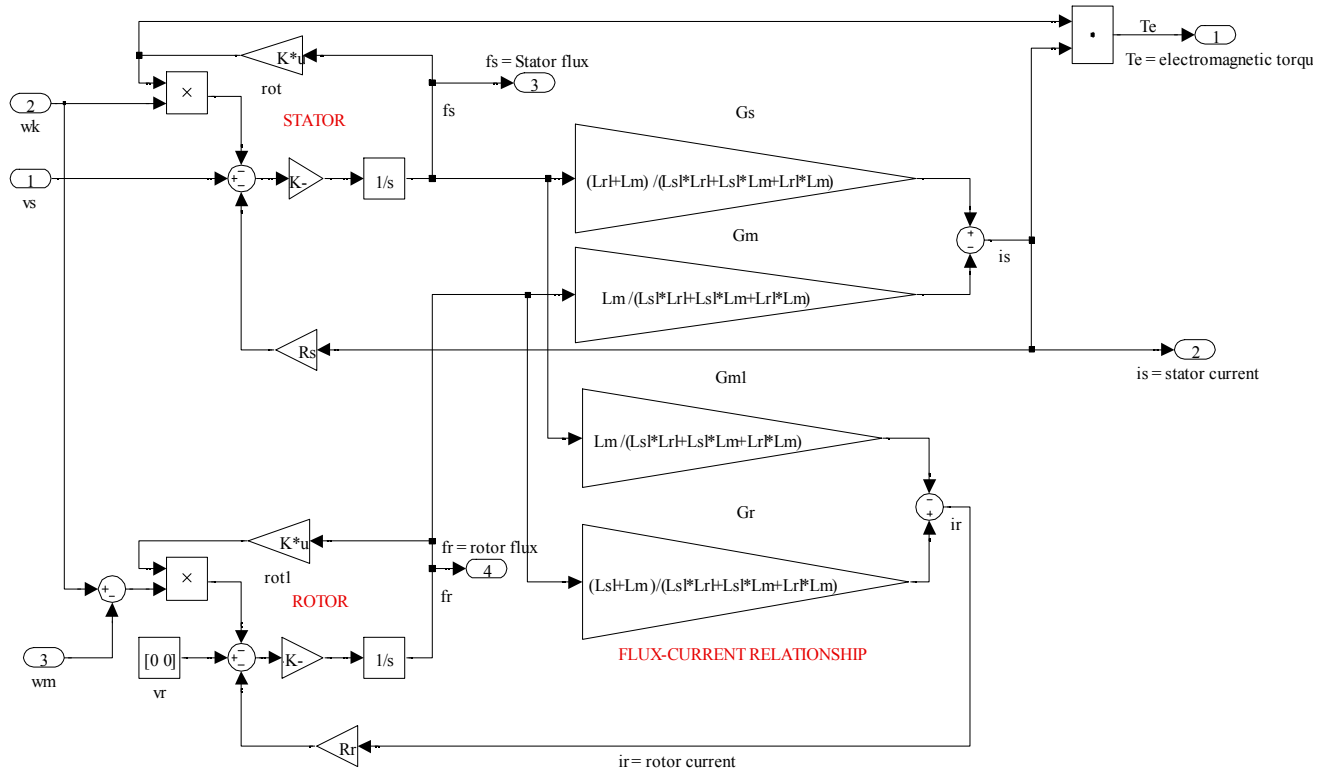 Te
1
K*u
fs = Stator flux
Te = electromagnetic torqu
3
rot
×
2
fs
Gs
wk
STATOR
1
K-
1/s
(Lrl+Lm) /(Lsl*Lrl+Lsl*Lm+Lrl*Lm)
vs
Gm
+
−
is
Lm /(Lsl*Lrl+Lsl*Lm+Lrl*Lm)
Rs
2
is = stator current
Gm1
Lm /(Lsl*Lrl+Lsl*Lm+Lrl*Lm)
−
+
ir
Gr
K*u
fr = rotor flux
4
rot1
×
(Lsl+Lm )/(Lsl*Lrl+Lsl*Lm+Lrl*Lm)
fr
ROTOR
3
[0 0]
K-
1/s
FLUX-CURRENT RELATIONSHIP
wm
vr
Rr
ir = rotor current